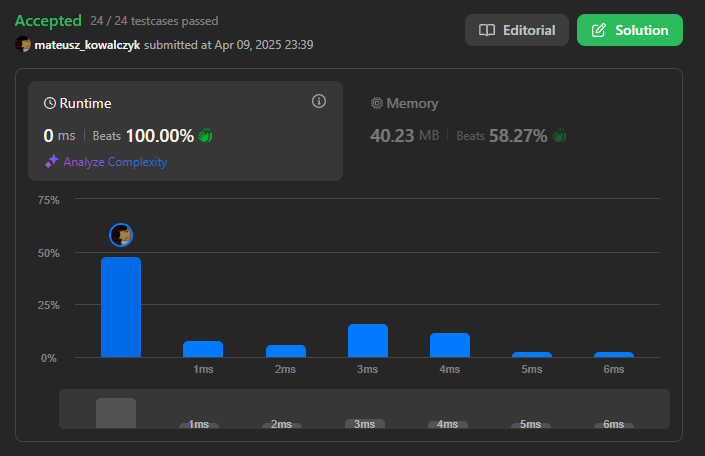 Accepted 24 / 24 testcases passed
mateusz_kowalczyk submitted at Apr 09, 2025 23:39
Editorial
Solution
Runtime
0 ms Beats 100.00%
Analyze Complexity
Memory
40.23 MB Beats 58.27%
75%
50%
25%
0%
1ms 2ms 3ms 4ms 5ms 6ms
1ms 2ms 3ms 4ms 5ms 6ms